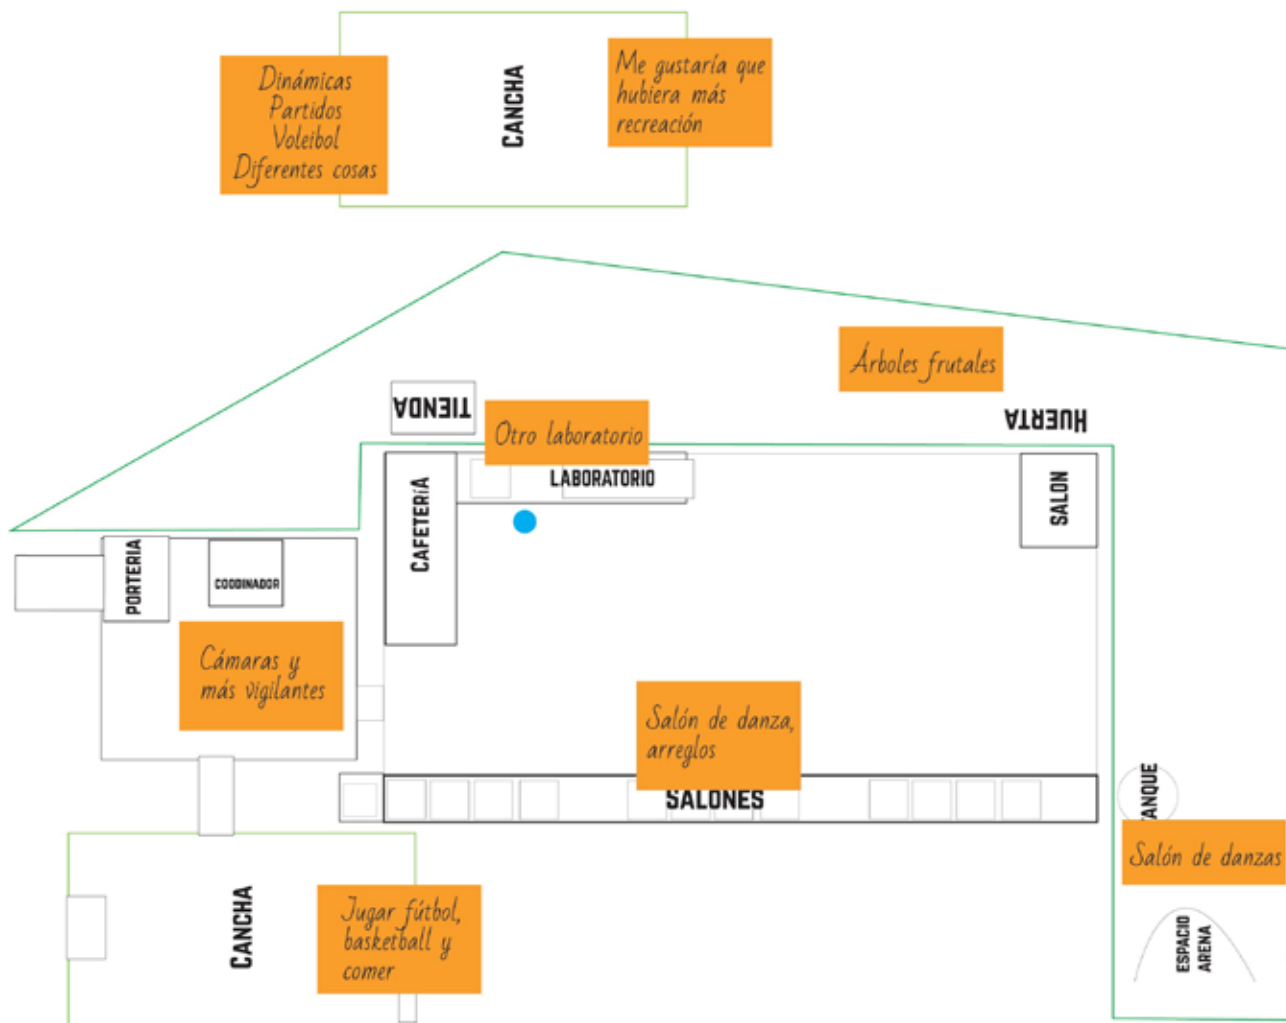 Dinámicas
Partidos
Voleibol
Diferentes cosas
CANCHA
Me gustaría que
hubiera más
recreación
Árboles frutales
TIENDA
HUERTA
Otro laboratorio
LABORATORIO
CAFETERíA
SALON
PORTERIA
COODINADOR
Cámaras y
más vigilantes
Salón de danza,
arreglos
SALONES
TANQUE
Salón de danzas
CANCHA
Jugar fútbol,
basketball y
comer
ESPACIO
ARENA